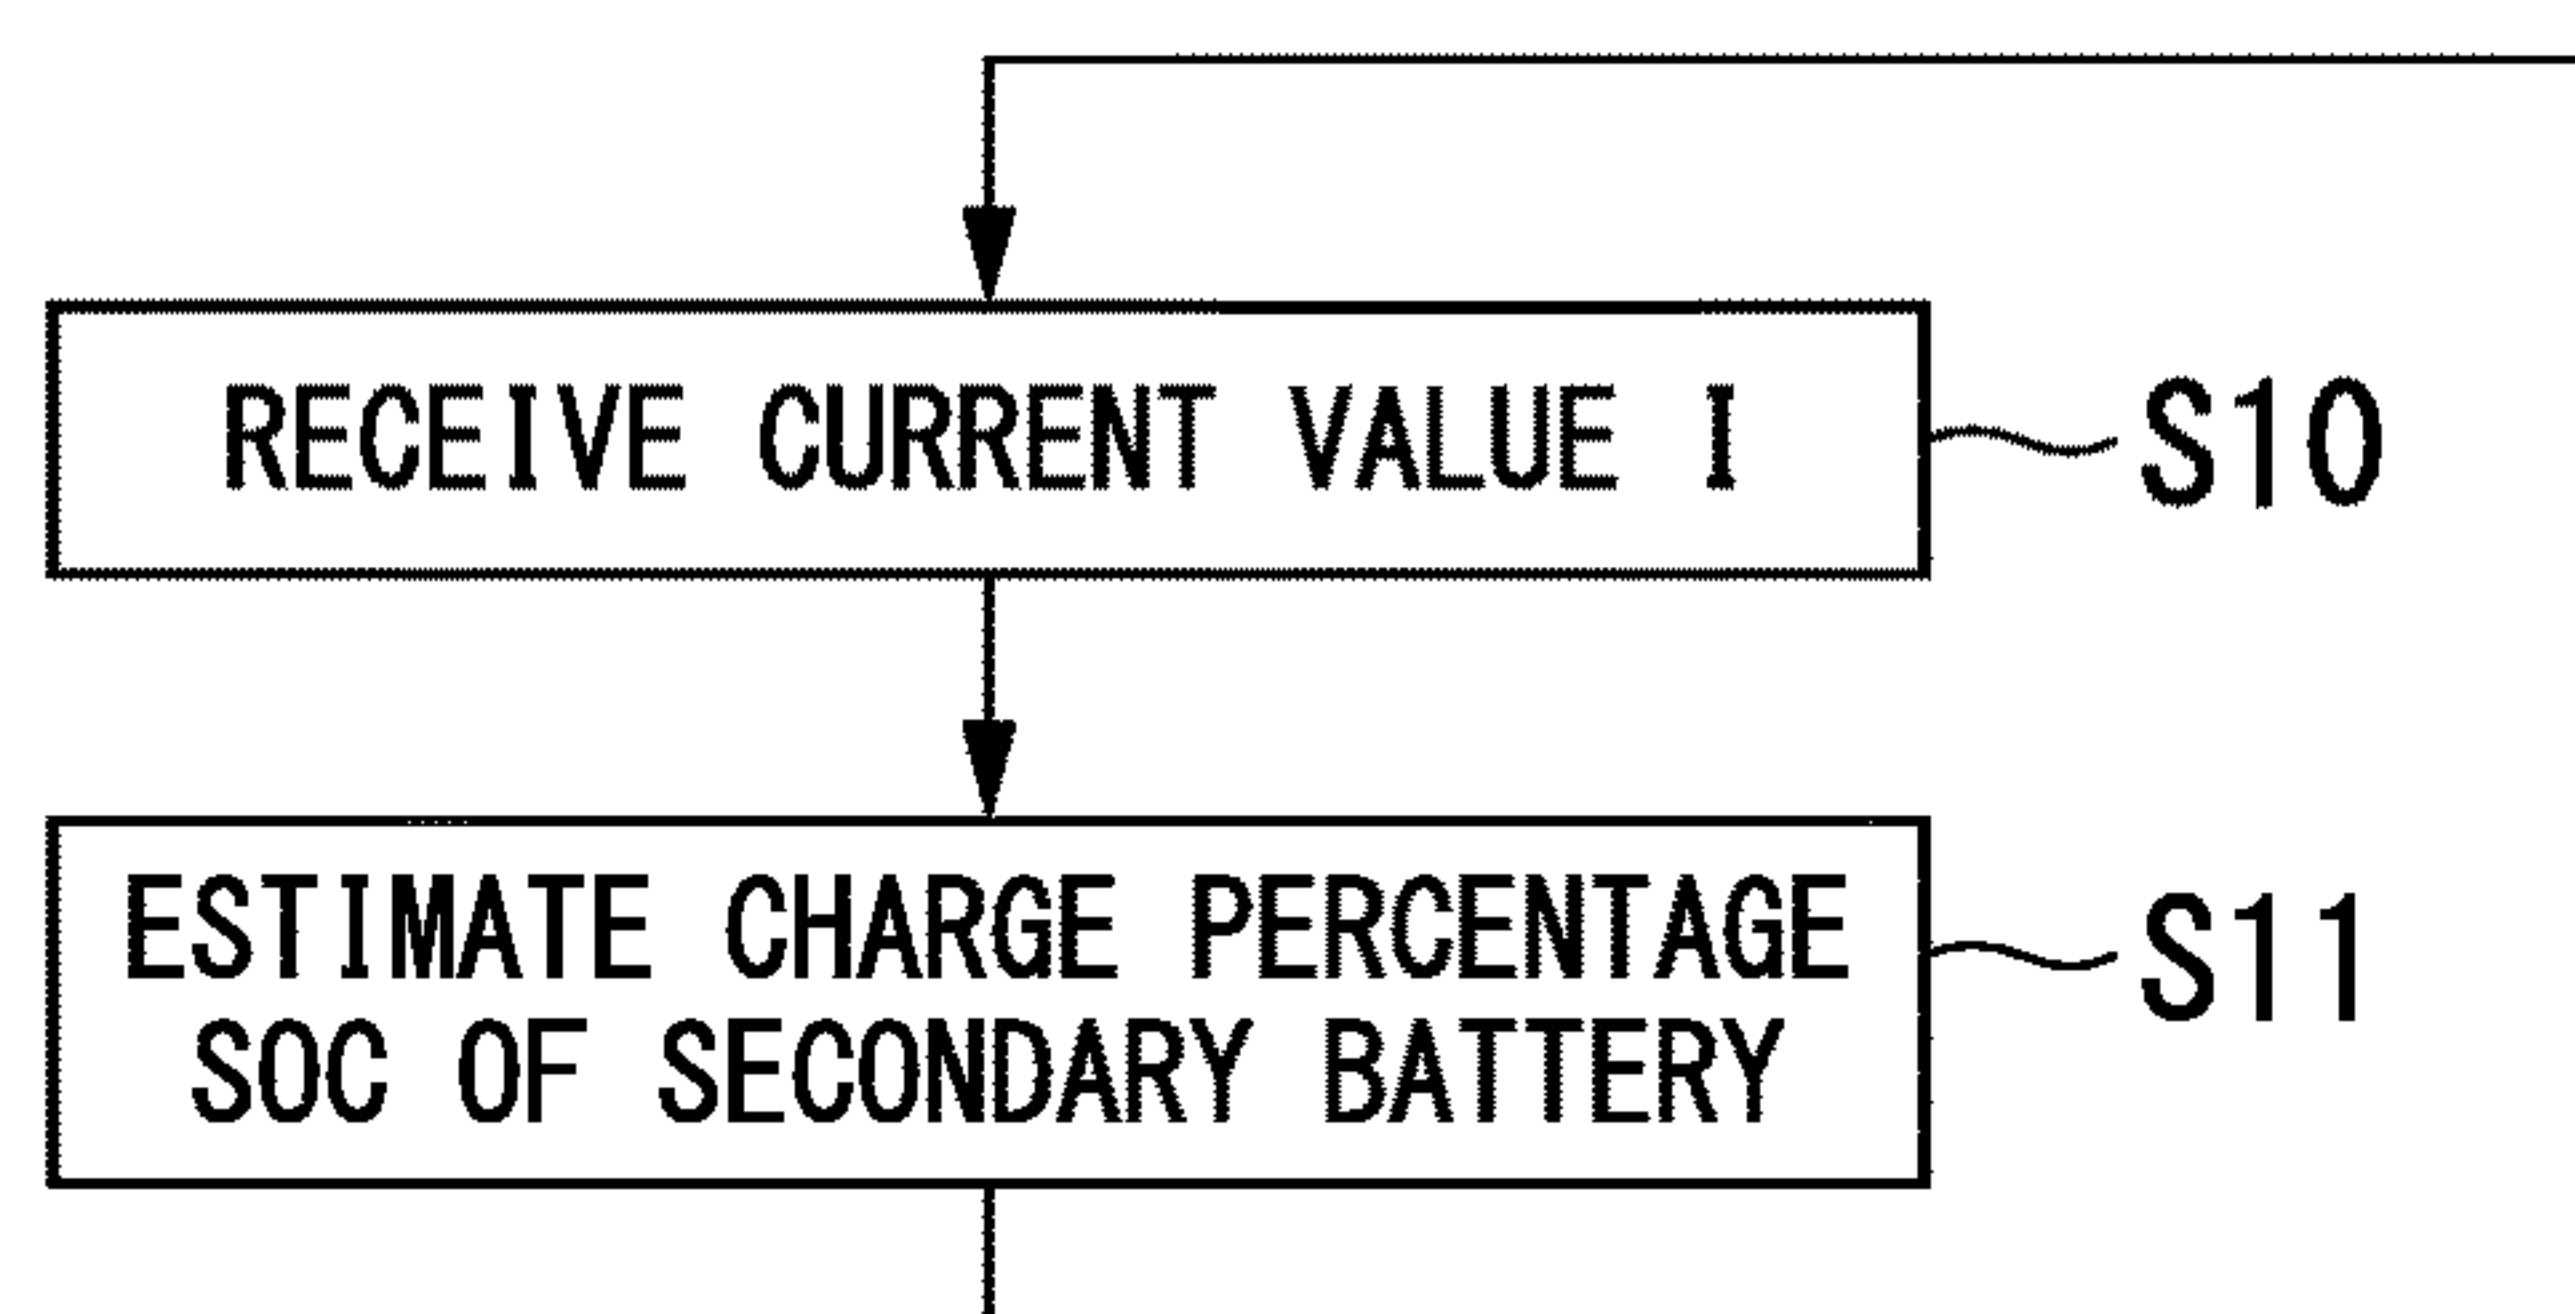 RECEIVE CURRENT VALUE I
S10
ESTIMATE CHARGE PERCENTAGE
SOC OF SECONDARY BATTERY
S11